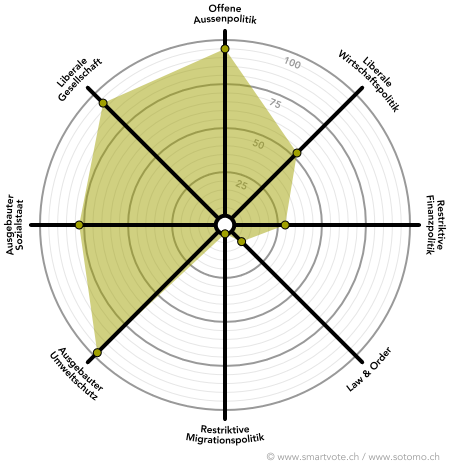 Offene
Aussenpolitik
Liberale
Wirtschaftspolitik
Liberale
Gesellschaft
100
75
50
25
Ausgebauter
Sozialstaat
Restriktive
Finanzpolitik
Ausgebauter
Umweltschutz
Law & Order
Restriktive
Migrationspolitik
© www.smartvote.ch / www.sotomo.ch